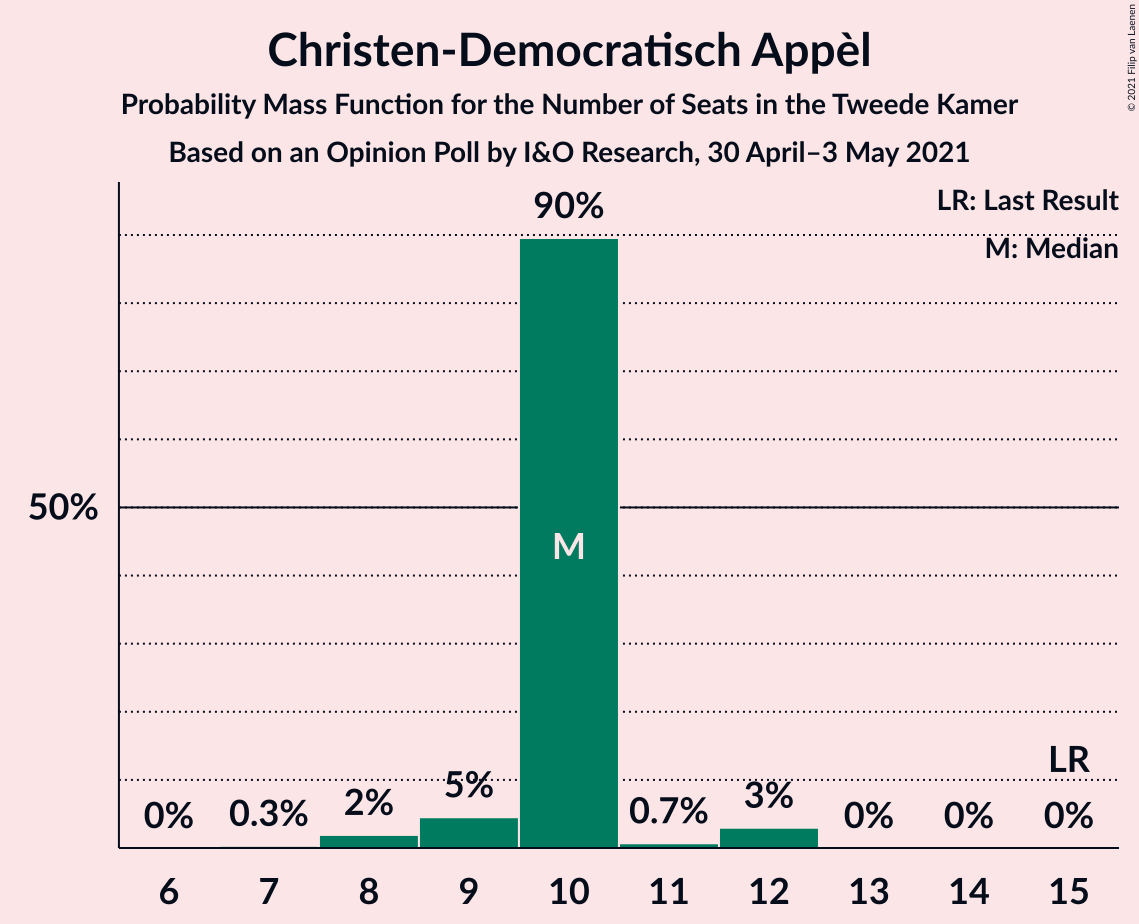 Christen-Democratisch Appèl
Probability Mass Function for the Number of Seats in the Tweede Kamer
Based on an Opinion Poll by I&O Research, 30 April–3 May 2021
© 2021 Filip van Laenen
LR: Last Result
M: Median
90%
50%
M
LR
0%
0.3%
2%
5%
0.7%
3%
0%
0%
0%
6
7
8
9
10
11
12
13
14
15